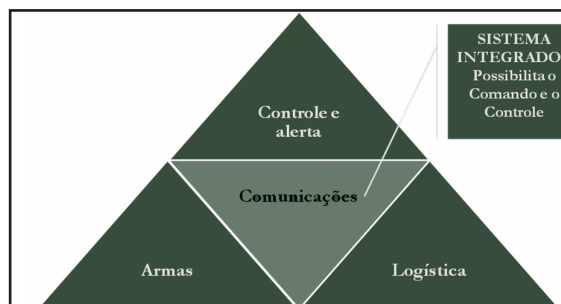 SISTEMA
INTEGRADO
Possibilita o
Comando e o
Controle
Controle e
alerta
Comunicações
Armas
Logística